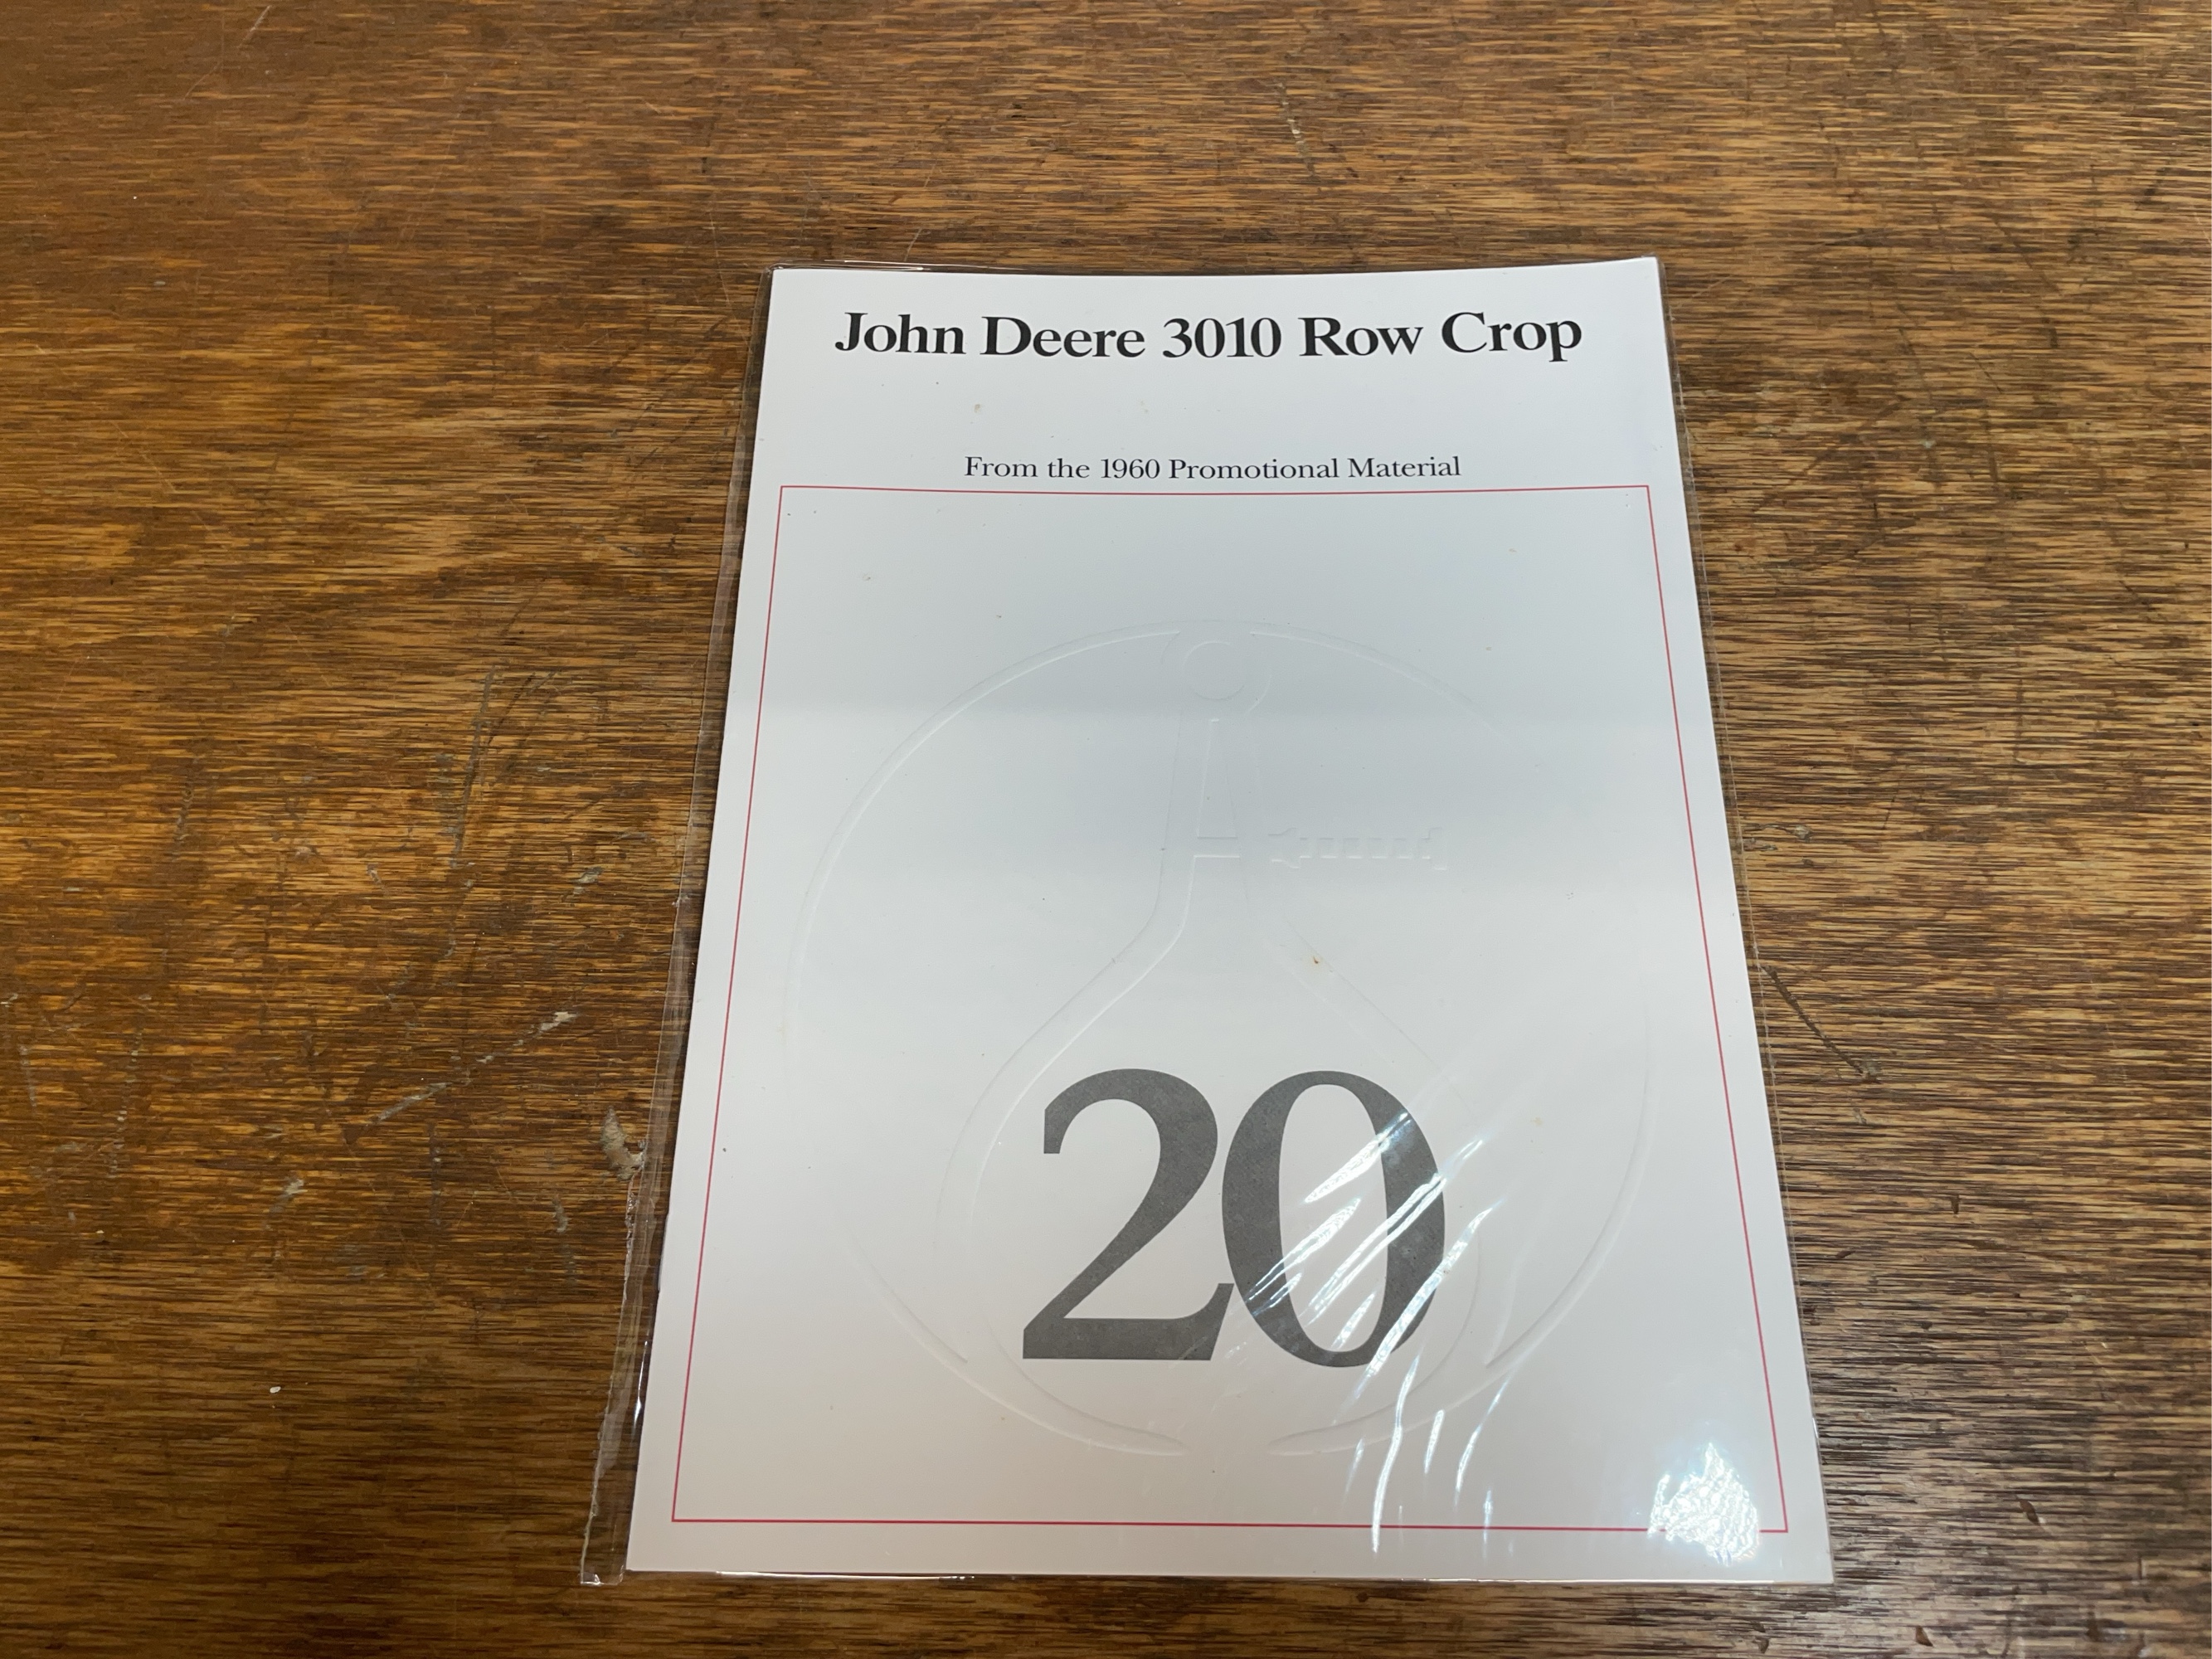 John Deere 3010 Row Crop
From the 1960 Promotional Material
20